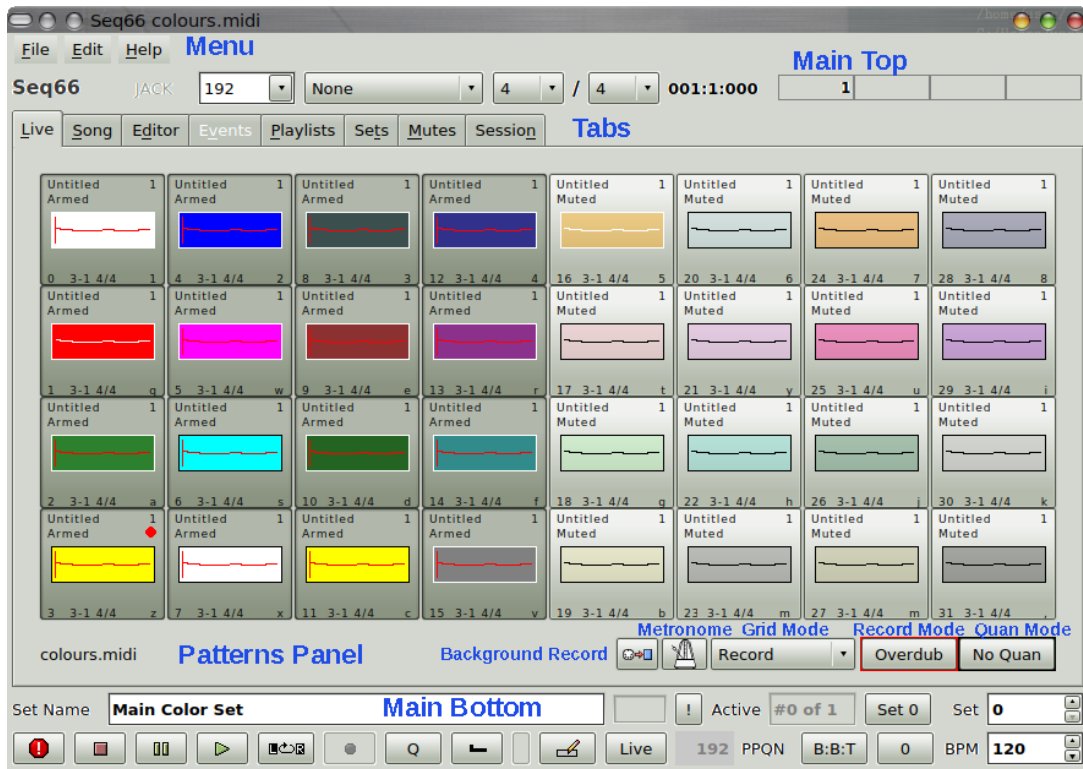 Seq66 colours.midi
File Edit Help Menu
Main Top
Seq66 JACK 192 None 4 / 4 001:1:000 1
Live Song Editor Events Playlists Sets Mutes Session Tabs
Untitled 1 Untitled 1 Untitled 1 Untitled 1 Untitled 1 Untitled 1 Untitled 1 Untitled 1
Armed Armed Armed Armed Muted Muted Muted Muted
0 3-1 4/4 1 4 3-1 4/4 2 8 3-1 4/4 3 12 3-1 4/4 4 16 3-1 4/4 5 20 3-1 4/4 6 24 3-1 4/4 7 28 3-1 4/4 8
Untitled 1 Untitled 1 Untitled 1 Untitled 1 Untitled 1 Untitled 1 Untitled 1 Untitled 1
Armed Armed Armed Armed Muted Muted Muted Muted
1 3-1 4/4 q 5 3-1 4/4 w 9 3-1 4/4 e 13 3-1 4/4 r 17 3-1 4/4 t 21 3-1 4/4 y 25 3-1 4/4 u 29 3-1 4/4 i
Untitled 1 Untitled 1 Untitled 1 Untitled 1 Untitled 1 Untitled 1 Untitled 1 Untitled 1
Armed Armed Armed Armed Muted Muted Muted Muted
2 3-1 4/4 a 6 3-1 4/4 s 10 3-1 4/4 d 14 3-1 4/4 f 18 3-1 4/4 g 22 3-1 4/4 h 26 3-1 4/4 j 30 3-1 4/4 k
Untitled 1 Untitled 1 Untitled 1 Untitled 1 Untitled 1 Untitled 1 Untitled 1 Untitled 1
Armed Armed Armed Armed Muted Muted Muted Muted
3 3-1 4/4 z 7 3-1 4/4 x 11 3-1 4/4 c 15 3-1 4/4 v 19 3-1 4/4 b 23 3-1 4/4 m 27 3-1 4/4 m 31 3-1 4/4 ,
Metronome Grid Mode Record Mode Quan Mode
colours.midi Patterns Panel Background Record Record Overdub No Quan
Set Name Main Color Set Main Bottom ! Active #0 of 1 Set 0 Set 0
Q Live 192 PPQN B:B:T 0 BPM 120